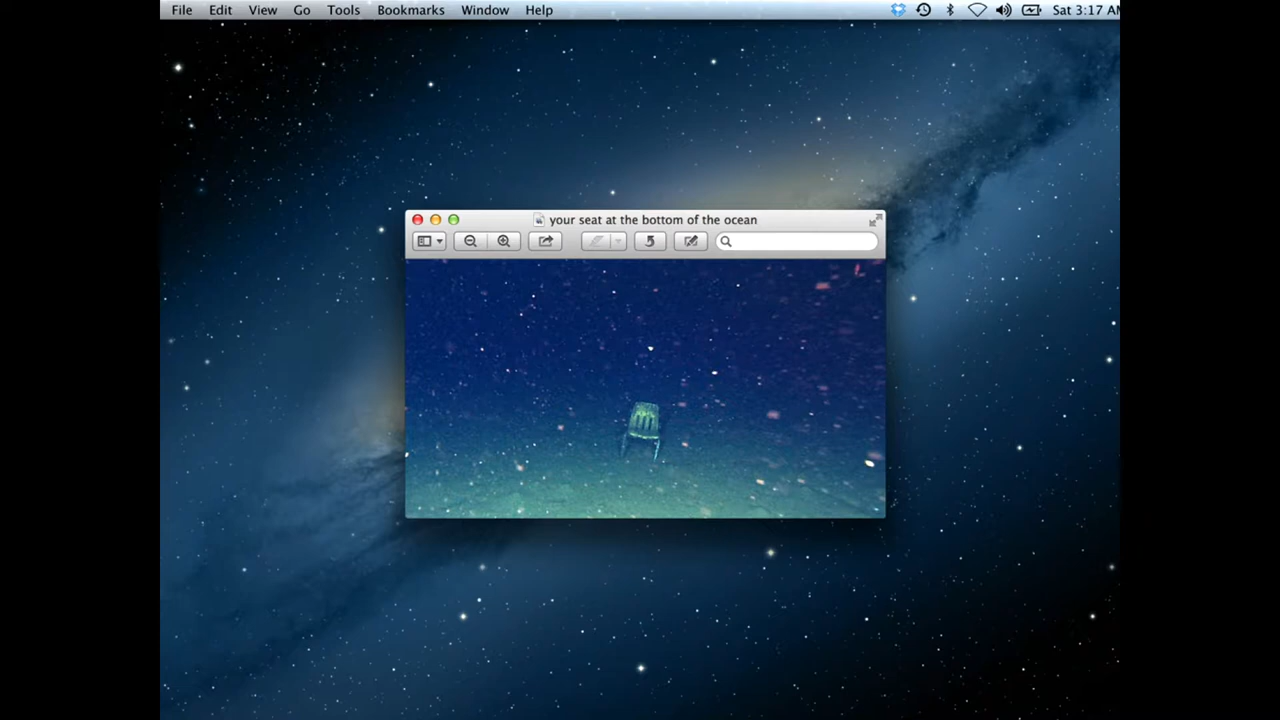 File Edit View Go Tools Bookmarks Window Help Sat 3:17 AM
your seat at the bottom of the ocean